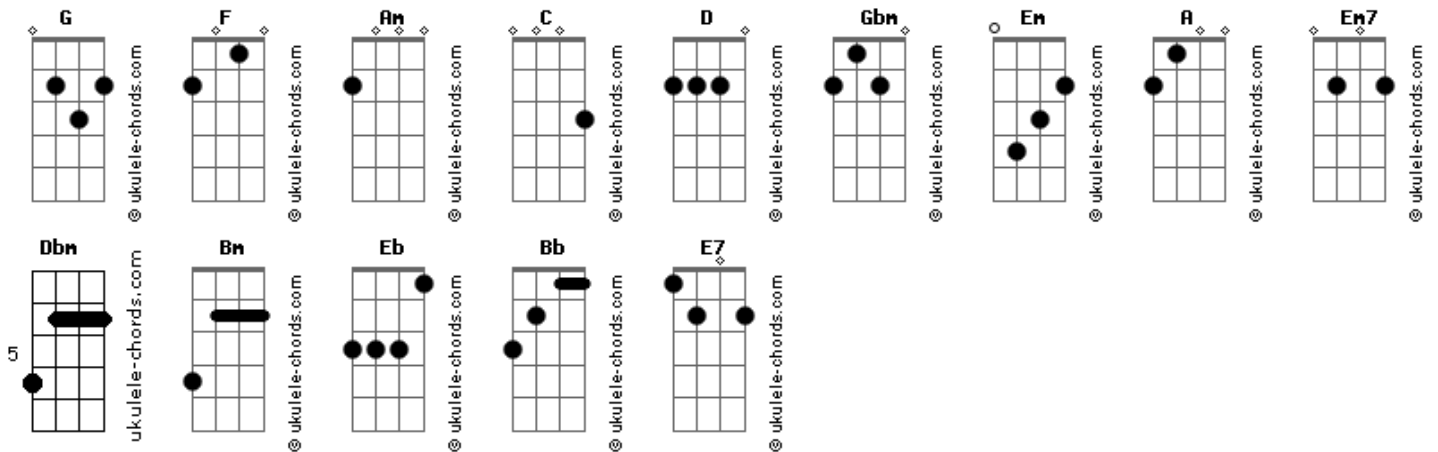 G F Am C D Gbm Em A Em7
© ukulele-chords.com © ukulele-chords.com © ukulele-chords.com © ukulele-chords.com © ukulele-chords.com © ukulele-chords.com © ukulele-chords.com © ukulele-chords.com © ukulele-chords.com
Dbm Bm Eb Bb E7
5
ukulele-chords.com © ukulele-chords.com © ukulele-chords.com © ukulele-chords.com © ukulele-chords.com